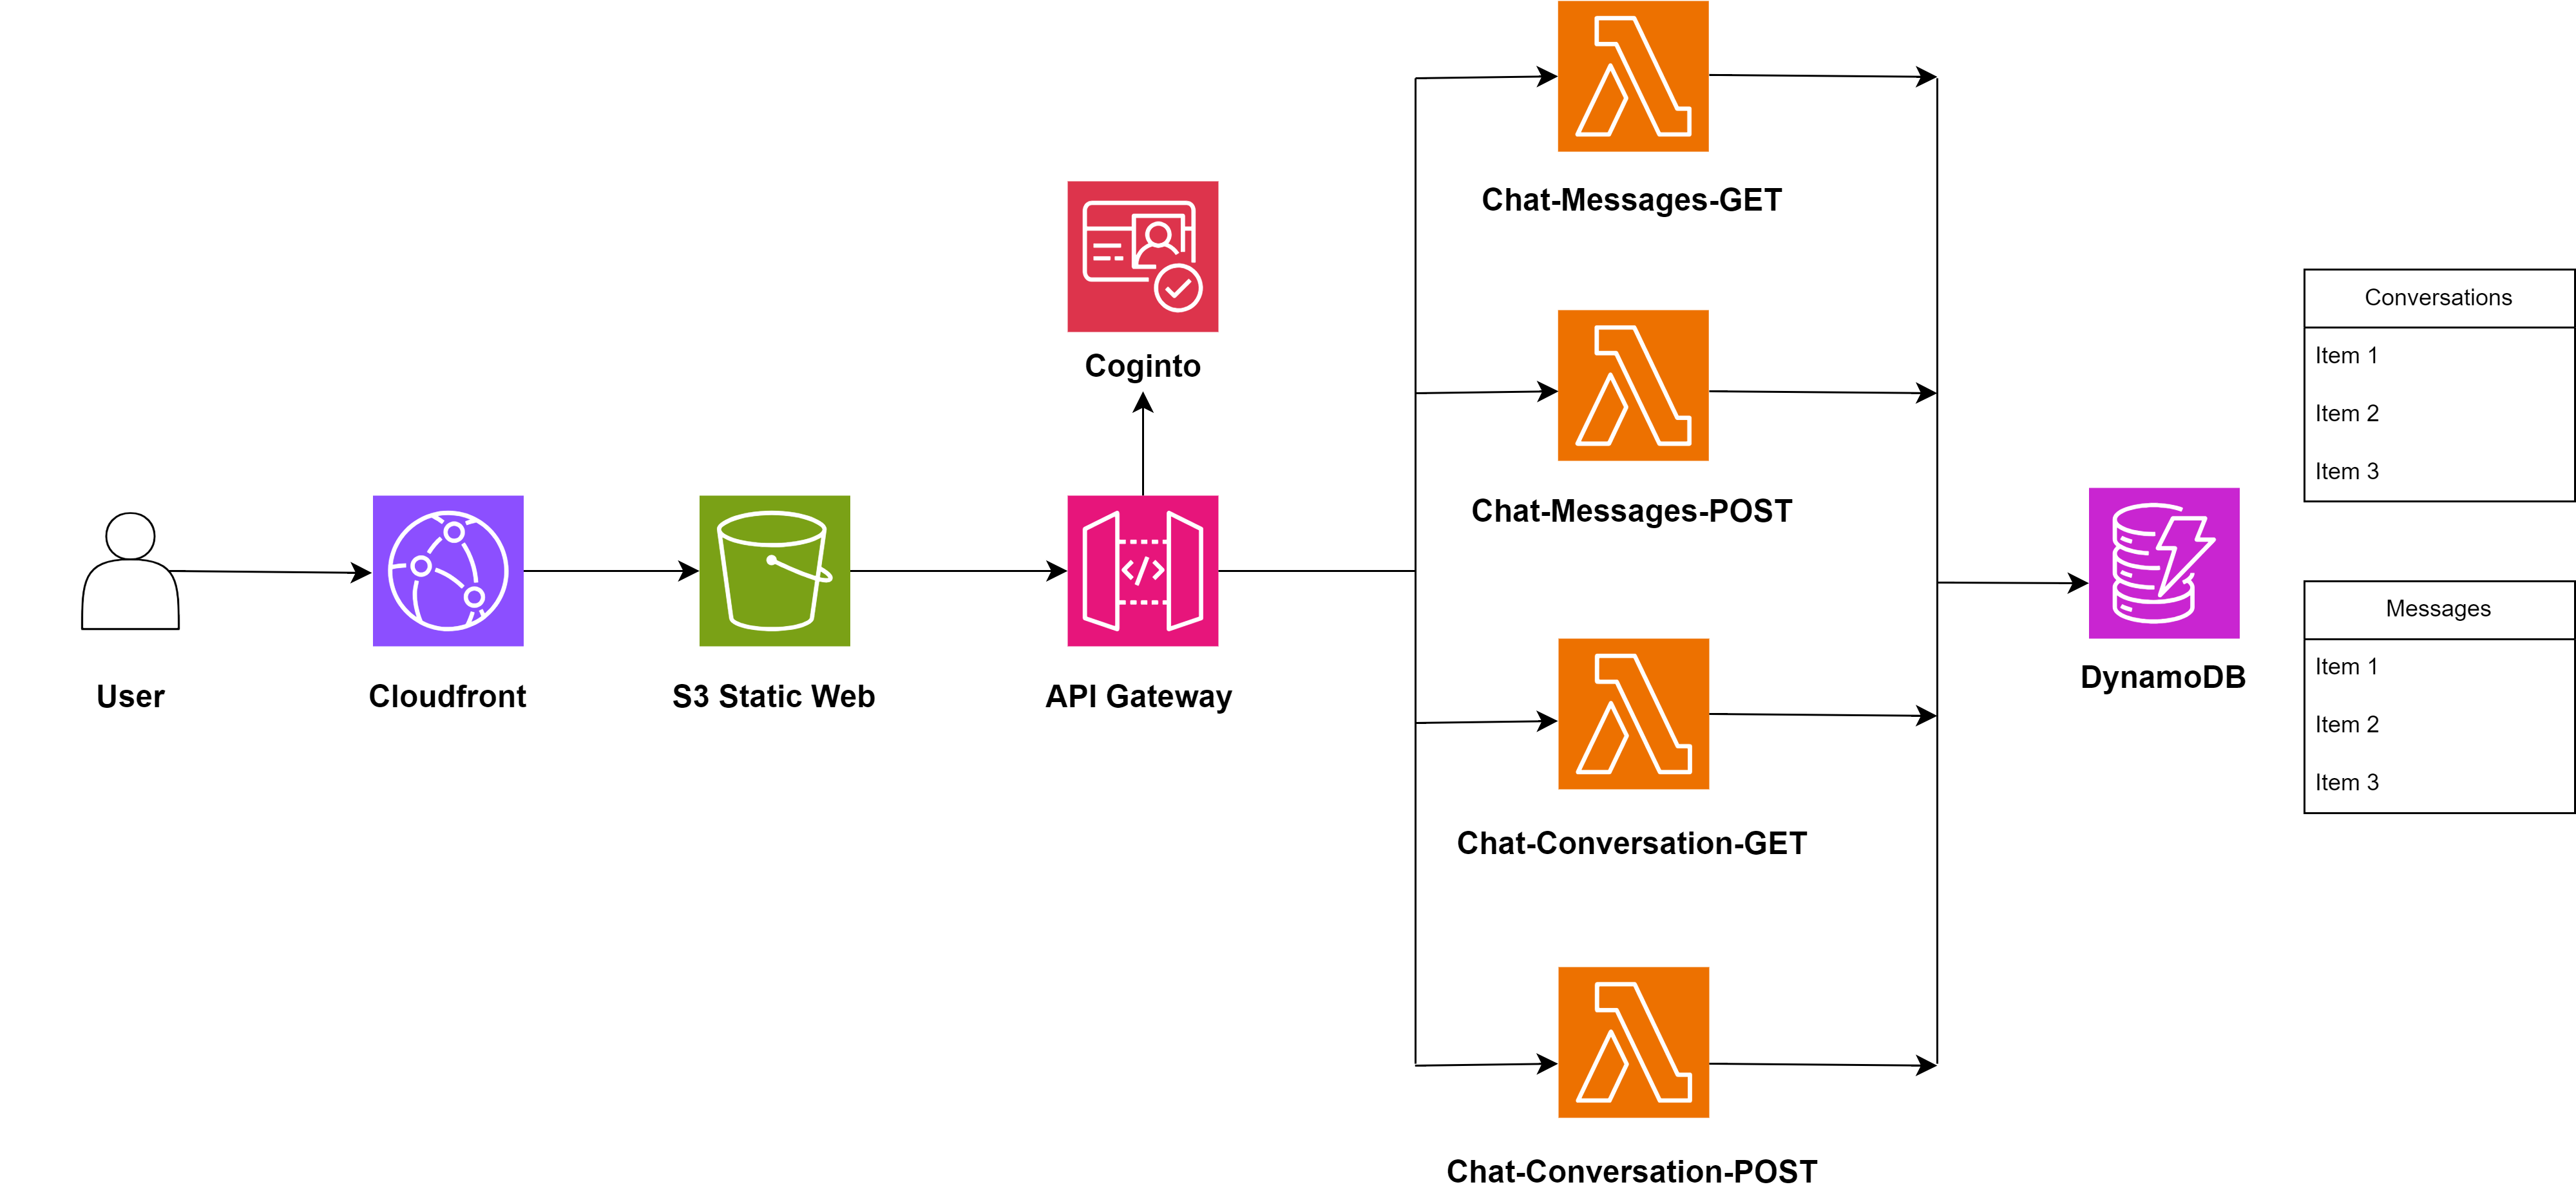 User
Cloudfront
S3 Static Web
Coginto
API Gateway
Chat-Messages-GET
Chat-Messages-POST
Chat-Conversation-GET
Chat-Conversation-POST
DynamoDB
Conversations
Item 1
Item 2
Item 3
Messages
Item 1
Item 2
Item 3